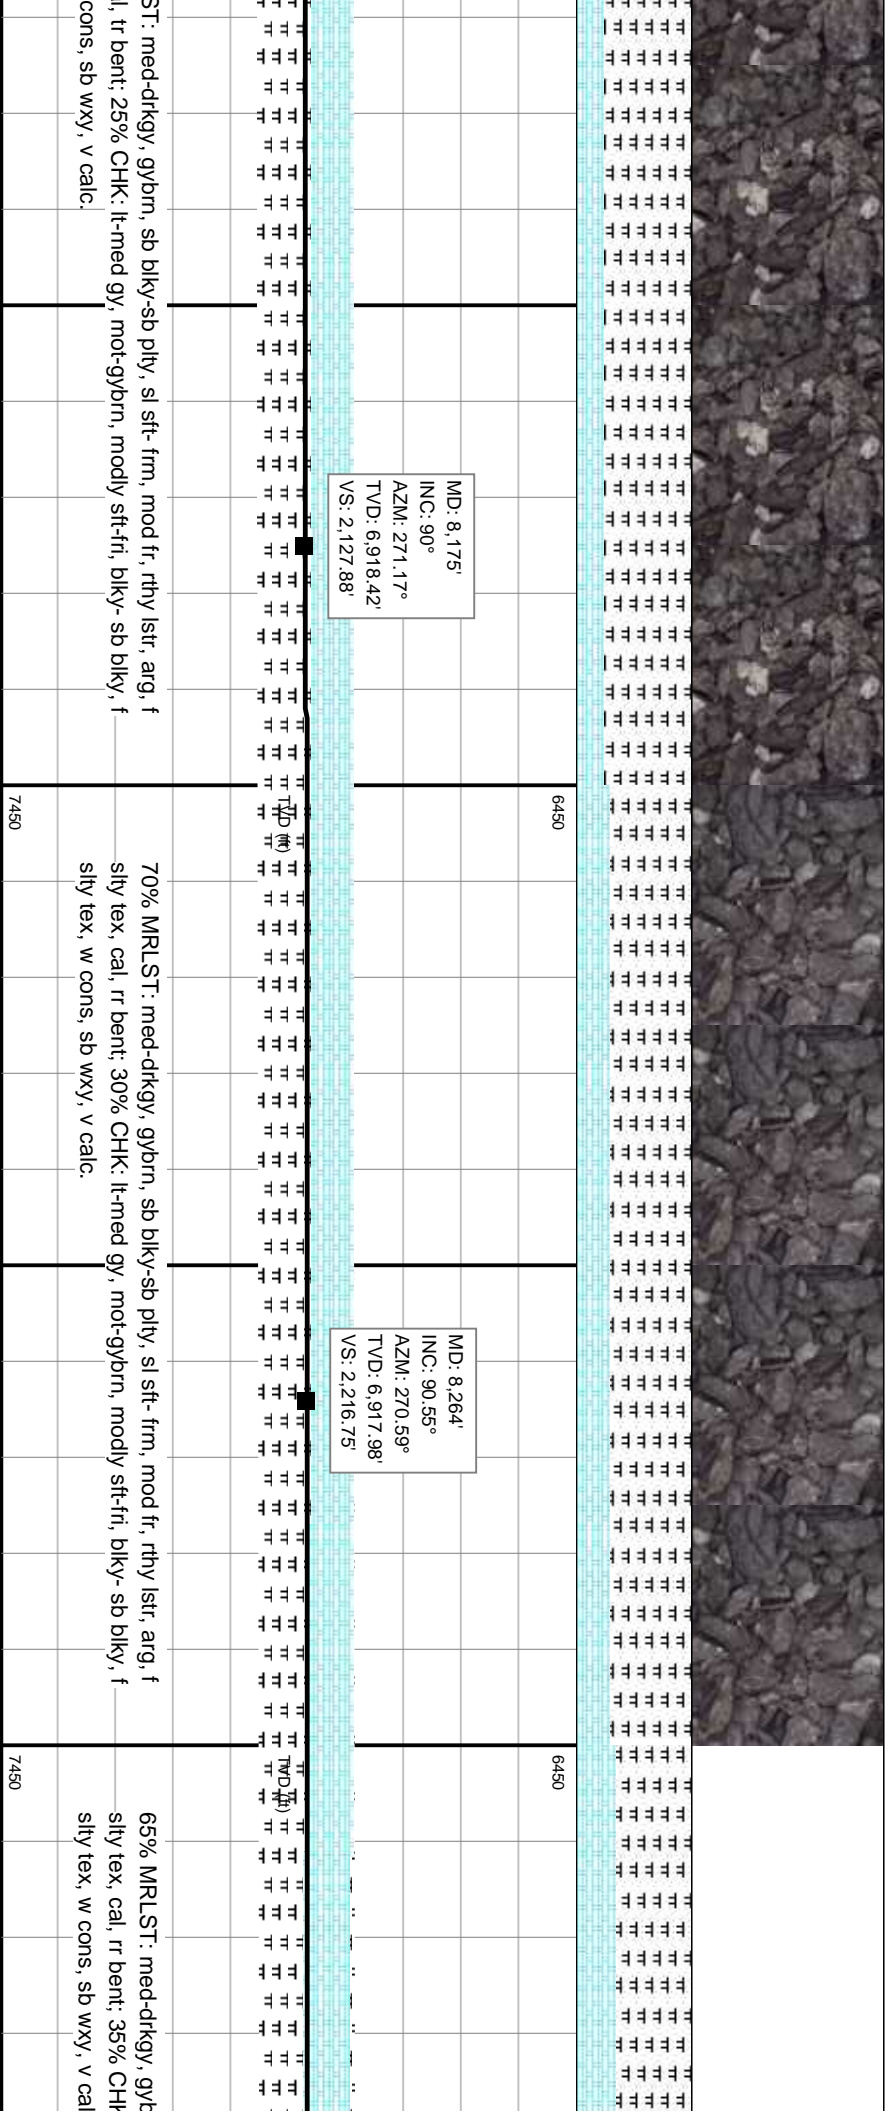 ST: med-drkgy, gybrn, sb blky-sb plty, sl sft- frm, mod fr, rthy lstr, arg, f
l, tr bent; 25% CHK: lt-med gy, mot-gybrn, modly sft-fri, blky- sb blky, f
cons, sb wxy, v calc.
MD: 8,175'
INC: 90°
AZM: 271.17°
TVD: 6,918.42'
VS: 2,127.88'
6450
TVD (ft)
7450
70% MRLST: med-drkgy, gybrn, sb blky-sb plty, sl sft- frm, mod fr, rthy lstr, arg, f
slty tex, cal, rr bent; 30% CHK: lt-med gy, mot-gybrn, modly sft-fri, blky- sb blky, f
slty tex, w cons, sb wxy, v calc.
MD: 8,264'
INC: 90.55°
AZM: 270.59°
TVD: 6,917.98'
VS: 2,216.75'
6450
TVD (ft)
7450
65% MRLST: med-drkgy, gyb
slty tex, cal, rr bent; 35% CHK
slty tex, w cons, sb wxy, v cal